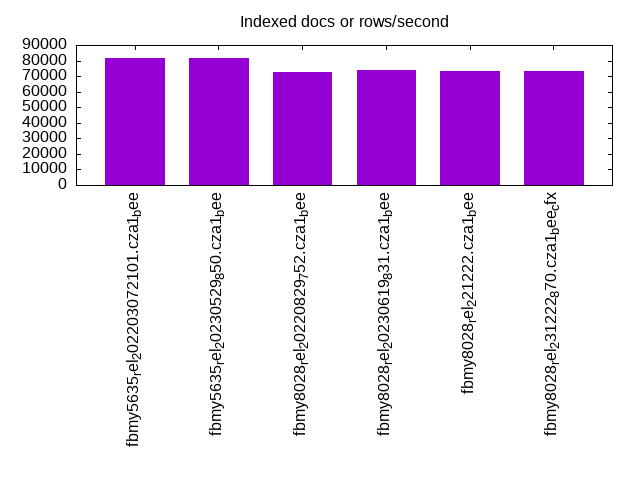 Indexed docs or rows/second
90000
80000
70000
60000
50000
40000
30000
20000
10000
0
fbmy5635rel202203072101.cza1bee
fbmy5635rel20230529850.cza1bee
fbmy8028rel20220829752.cza1bee
fbmy8028rel20230619831.cza1bee
fbmy8028rel221222.cza1bee
fbmy8028rel231222870.cza1beecfx